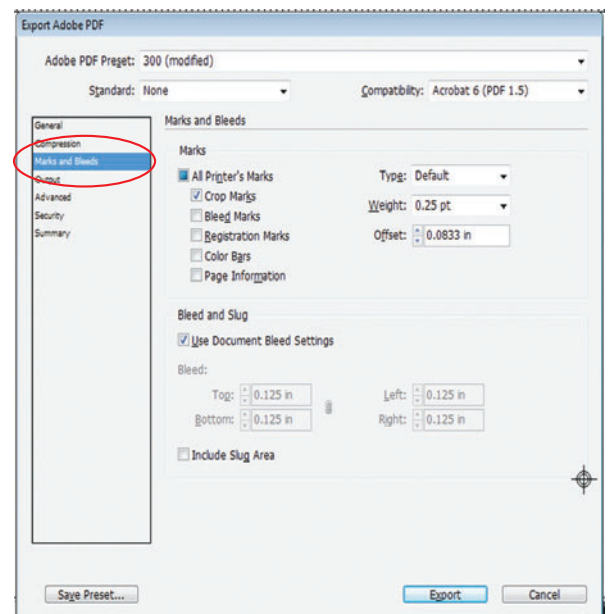 Export Adobe PDF
Adobe PDF Preset: 300 (modified)
Standard: None
Compatibility: Acrobat 6 (PDF 1.5)
General
Compression
Marks and Bleeds
Output
Advanced
Security
Summary
Marks and Bleeds
Marks
All Printer's Marks
Crop Marks
Bleed Marks
Registration Marks
Color Bars
Page Information
Type: Default
Weight: 0.25 pt
Offset: 0.0833 in
Bleed and Slug
Use Document Bleed Settings
Bleed:
Top: 0.125 in
Bottom: 0.125 in
Left: 0.125 in
Right: 0.125 in
Include Slug Area
Save Preset...
Export
Cancel